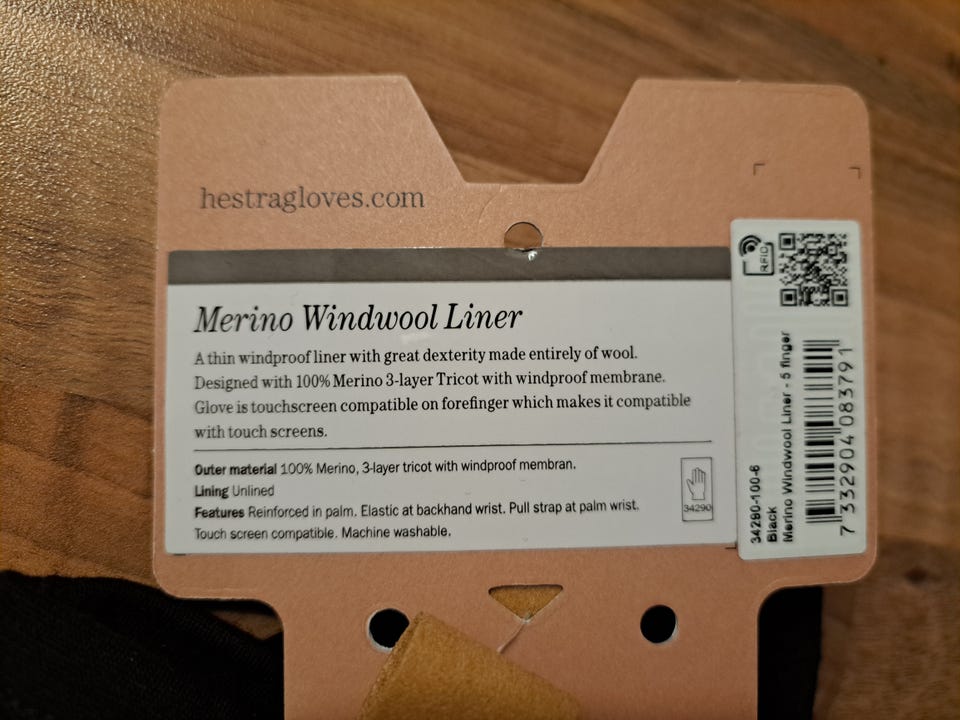 hestragloves.com
Merino Windwool Liner
A thin windproof liner with great dexterity made entirely of wool.
Designed with 100% Merino 3-layer Tricot with windproof membrane.
Glove is touchscreen compatible on forefinger which makes it compatible
with touch screens.
Outer material 100% Merino, 3-layer tricot with windproof membran.
Lining Unlined
Features Reinforced in palm. Elastic at backhand wrist. Pull strap at palm wrist.
Touch screen compatible. Machine washable.
34290
RFID
34290-100-6
Black
Merino Windwool Liner - 5 finger
7 332904 083791